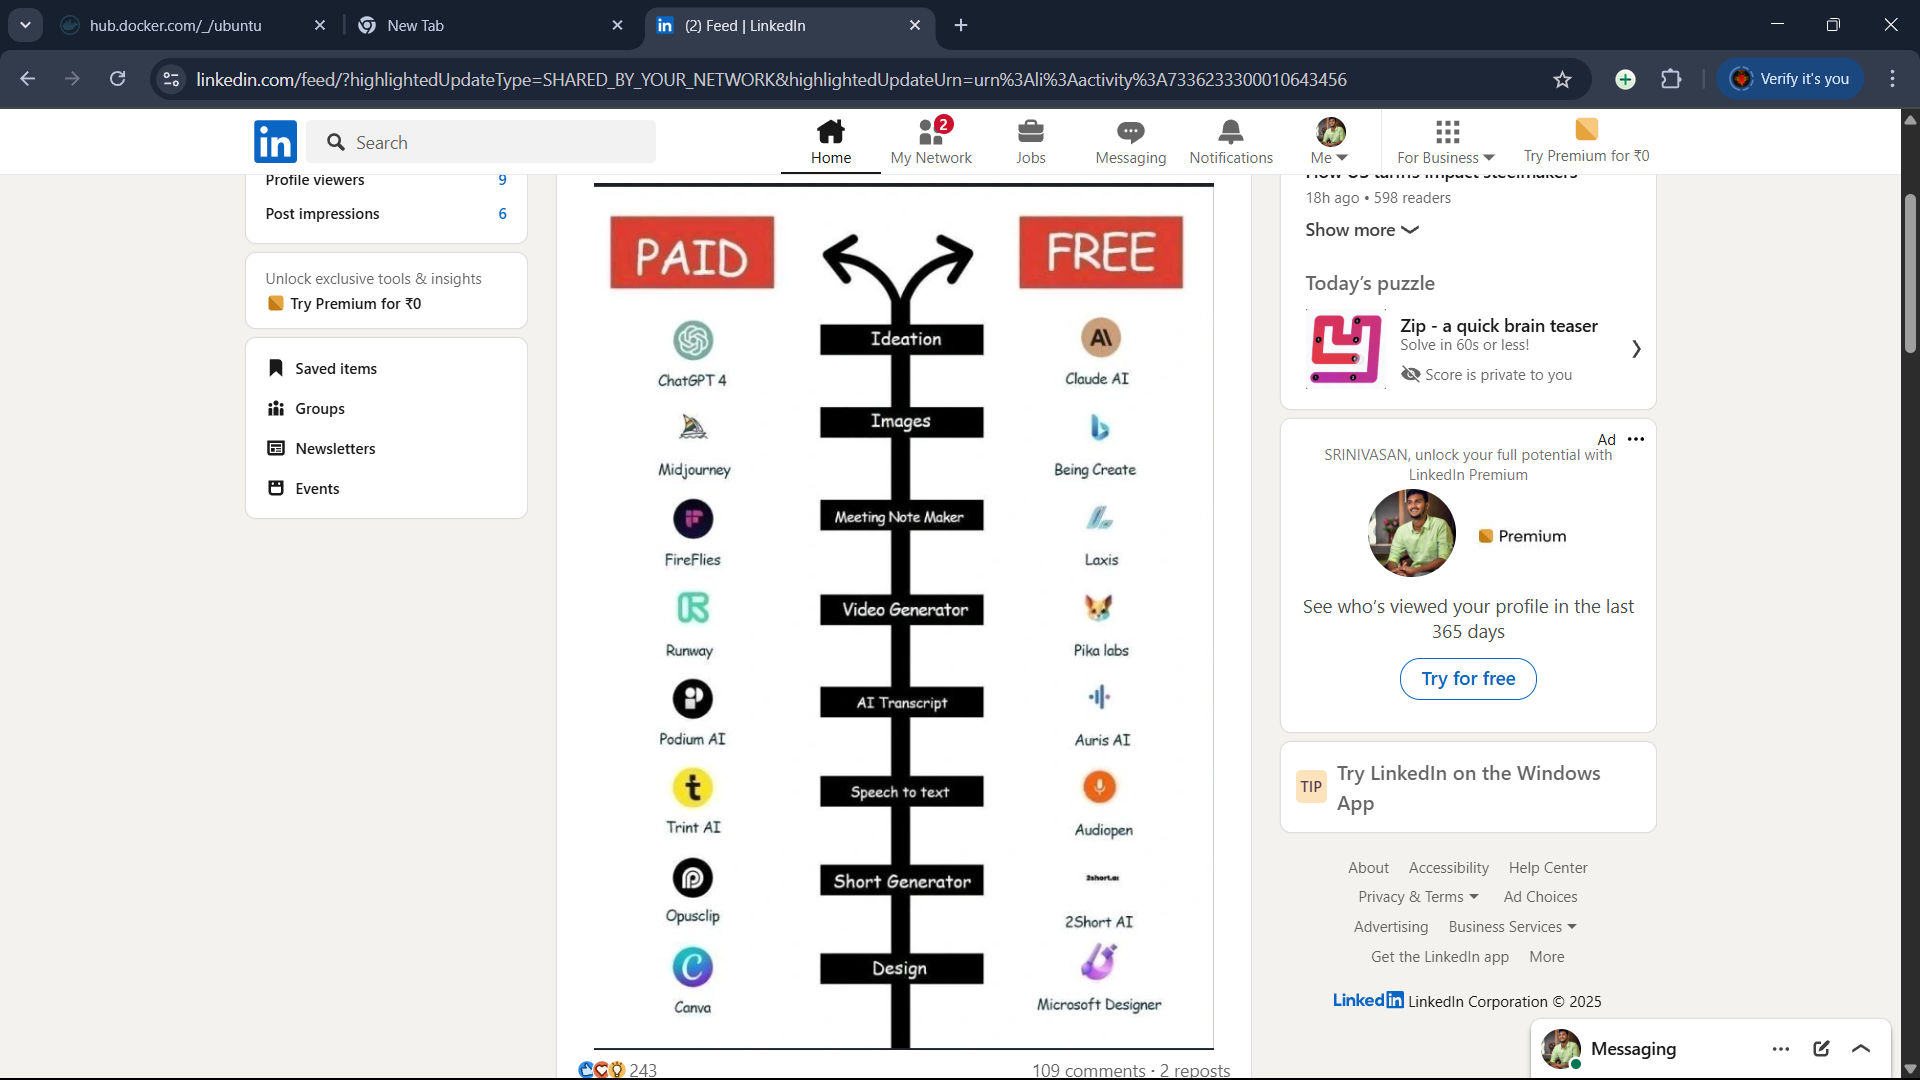 hub.docker.com/_/ubuntu
New Tab
(2) Feed | LinkedIn
linkedin.com/feed/?highlightedUpdateType=SHARED_BY_YOUR_NETWORK&highlightedUpdateUrn=urn%3Ali%3Aactivity%3A7336233300010643456
Verify it's you
in
Search
Home
2
My Network
Jobs
Messaging
Notifications
Me
For Business
Try Premium for ₹0
Profile viewers 9
Post impressions 6
Unlock exclusive tools & insights
Try Premium for ₹0
Saved items
Groups
Newsletters
Events
PAID
FREE
Ideation
ChatGPT 4
Claude AI
Images
Midjourney
Being Create
Meeting Note Maker
FireFlies
Laxis
Video Generator
Runway
Pika labs
AI Transcript
Podium AI
Auris AI
Speech to text
Trint AI
Audiopen
Short Generator
Opusclip
2short.ai
2Short AI
Design
Canva
Microsoft Designer
243
109 comments · 2 reposts
How US tariffs impact steelmakers
18h ago • 598 readers
Show more
Today's puzzle
Zip - a quick brain teaser
Solve in 60s or less!
Score is private to you
Ad
SRINIVASAN, unlock your full potential with
LinkedIn Premium
Premium
See who's viewed your profile in the last
365 days
Try for free
TIP
Try LinkedIn on the Windows
App
About Accessibility Help Center
Privacy & Terms Ad Choices
Advertising Business Services
Get the LinkedIn app More
LinkedIn LinkedIn Corporation © 2025
Messaging